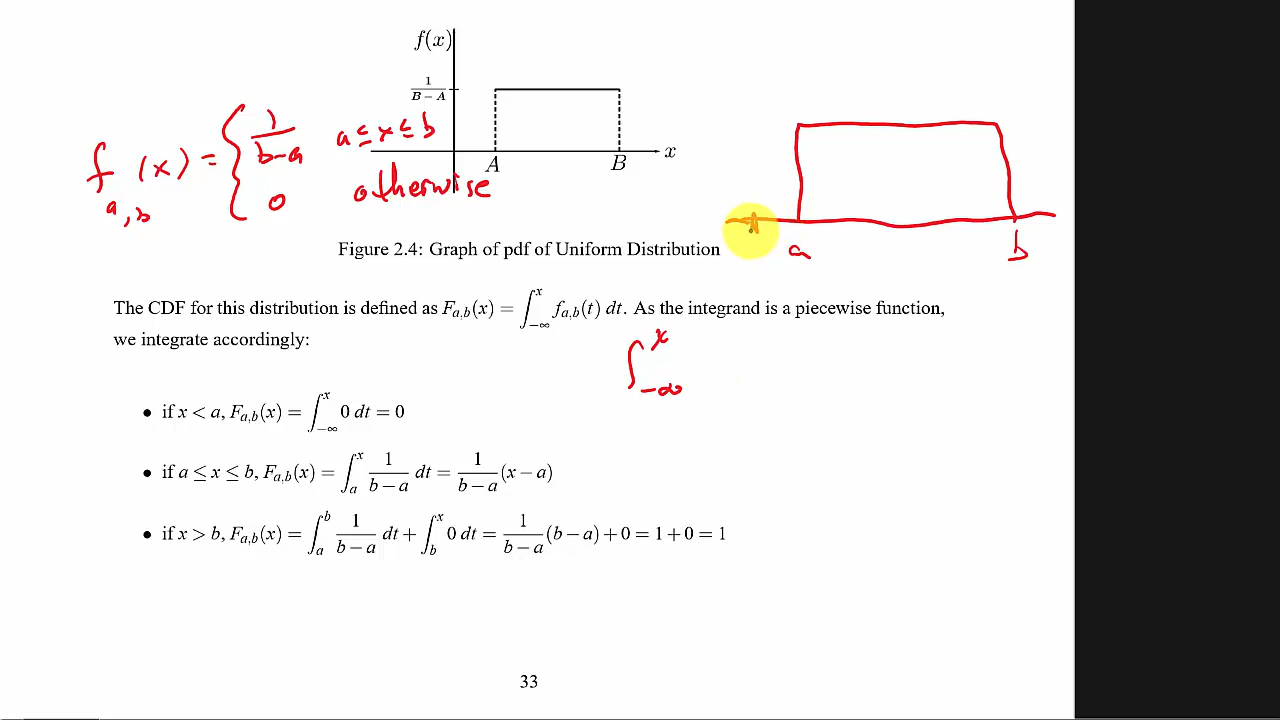 f(x)
1/(B − A)
A B x
f_{a,b}(x) = { 1/(b-a) a ≤ x ≤ b
0 otherwise
a b
Figure 2.4: Graph of pdf of Uniform Distribution
The CDF for this distribution is defined as F_{a,b}(x) = ∫_{−∞}^{x} f_{a,b}(t) dt. As the integrand is a piecewise function,
we integrate accordingly:
∫_{-∞}^{x}
• if x < a, F_{a,b}(x) = ∫_{−∞}^{x} 0 dt = 0
• if a ≤ x ≤ b, F_{a,b}(x) = ∫_{a}^{x} 1/(b − a) dt = 1/(b − a) (x − a)
• if x > b, F_{a,b}(x) = ∫_{a}^{b} 1/(b − a) dt + ∫_{b}^{x} 0 dt = 1/(b − a) (b − a) + 0 = 1 + 0 = 1
33